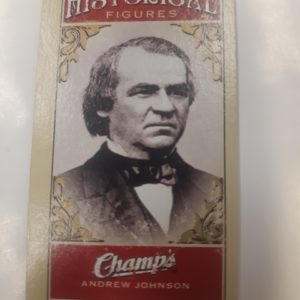 HISTORICAL
FIGURES
Champ's
ANDREW JOHNSON